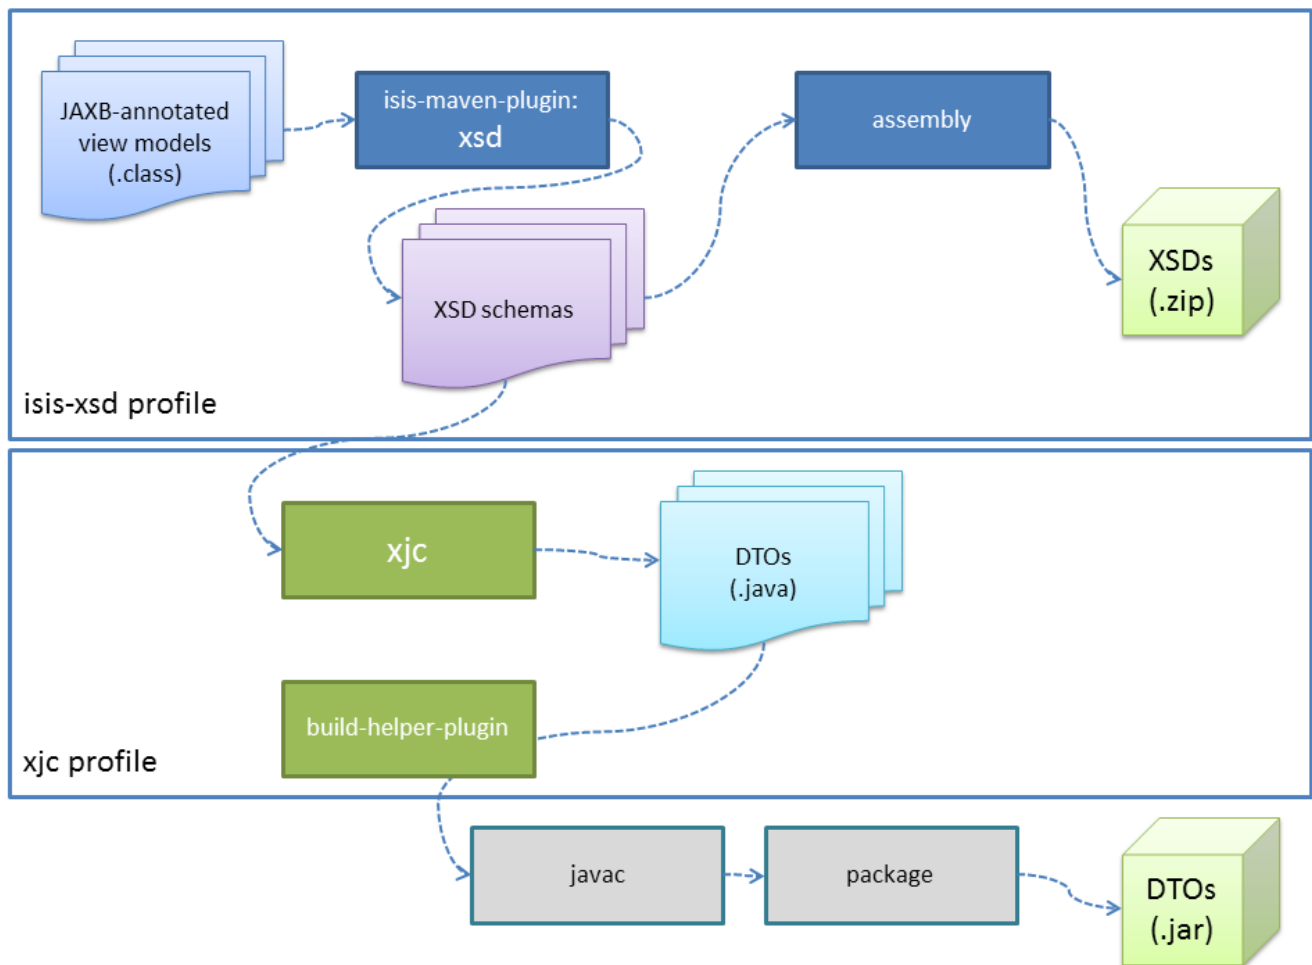 JAXB-annotated
view models
(.class)
isis-maven-plugin:
xsd
assembly
XSDs
(.zip)
XSD schemas
isis-xsd profile
xjc
DTOs
(.java)
build-helper-plugin
xjc profile
javac
package
DTOs
(.jar)